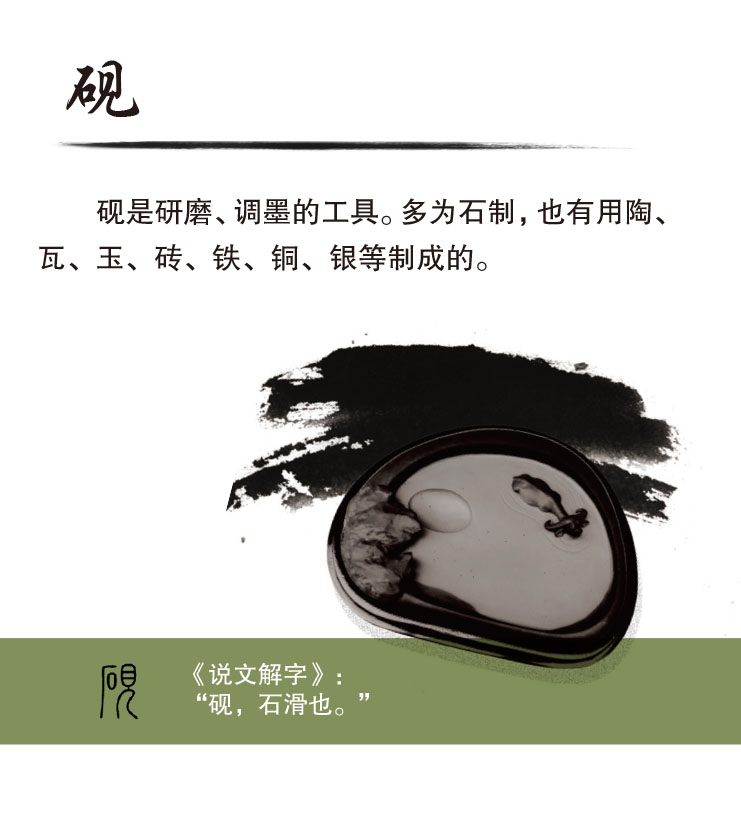 砚
砚是研磨、调墨的工具。多为石制，也有用陶、
瓦、玉、砖、铁、铜、银等制成的。
砚
《说文解字》：
“砚，石滑也。”